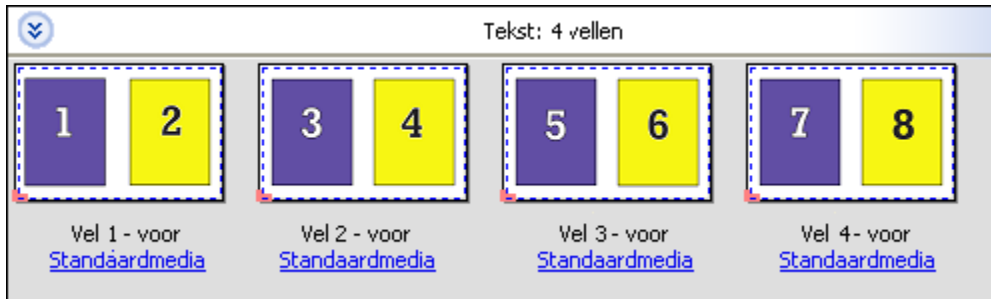 Tekst: 4 vellen
1 2 3 4 5 6 7 8
Vel 1 - voor Vel 2 - voor Vel 3 - voor Vel 4 - voor
Standaardmedia Standaardmedia Standaardmedia Standaardmedia